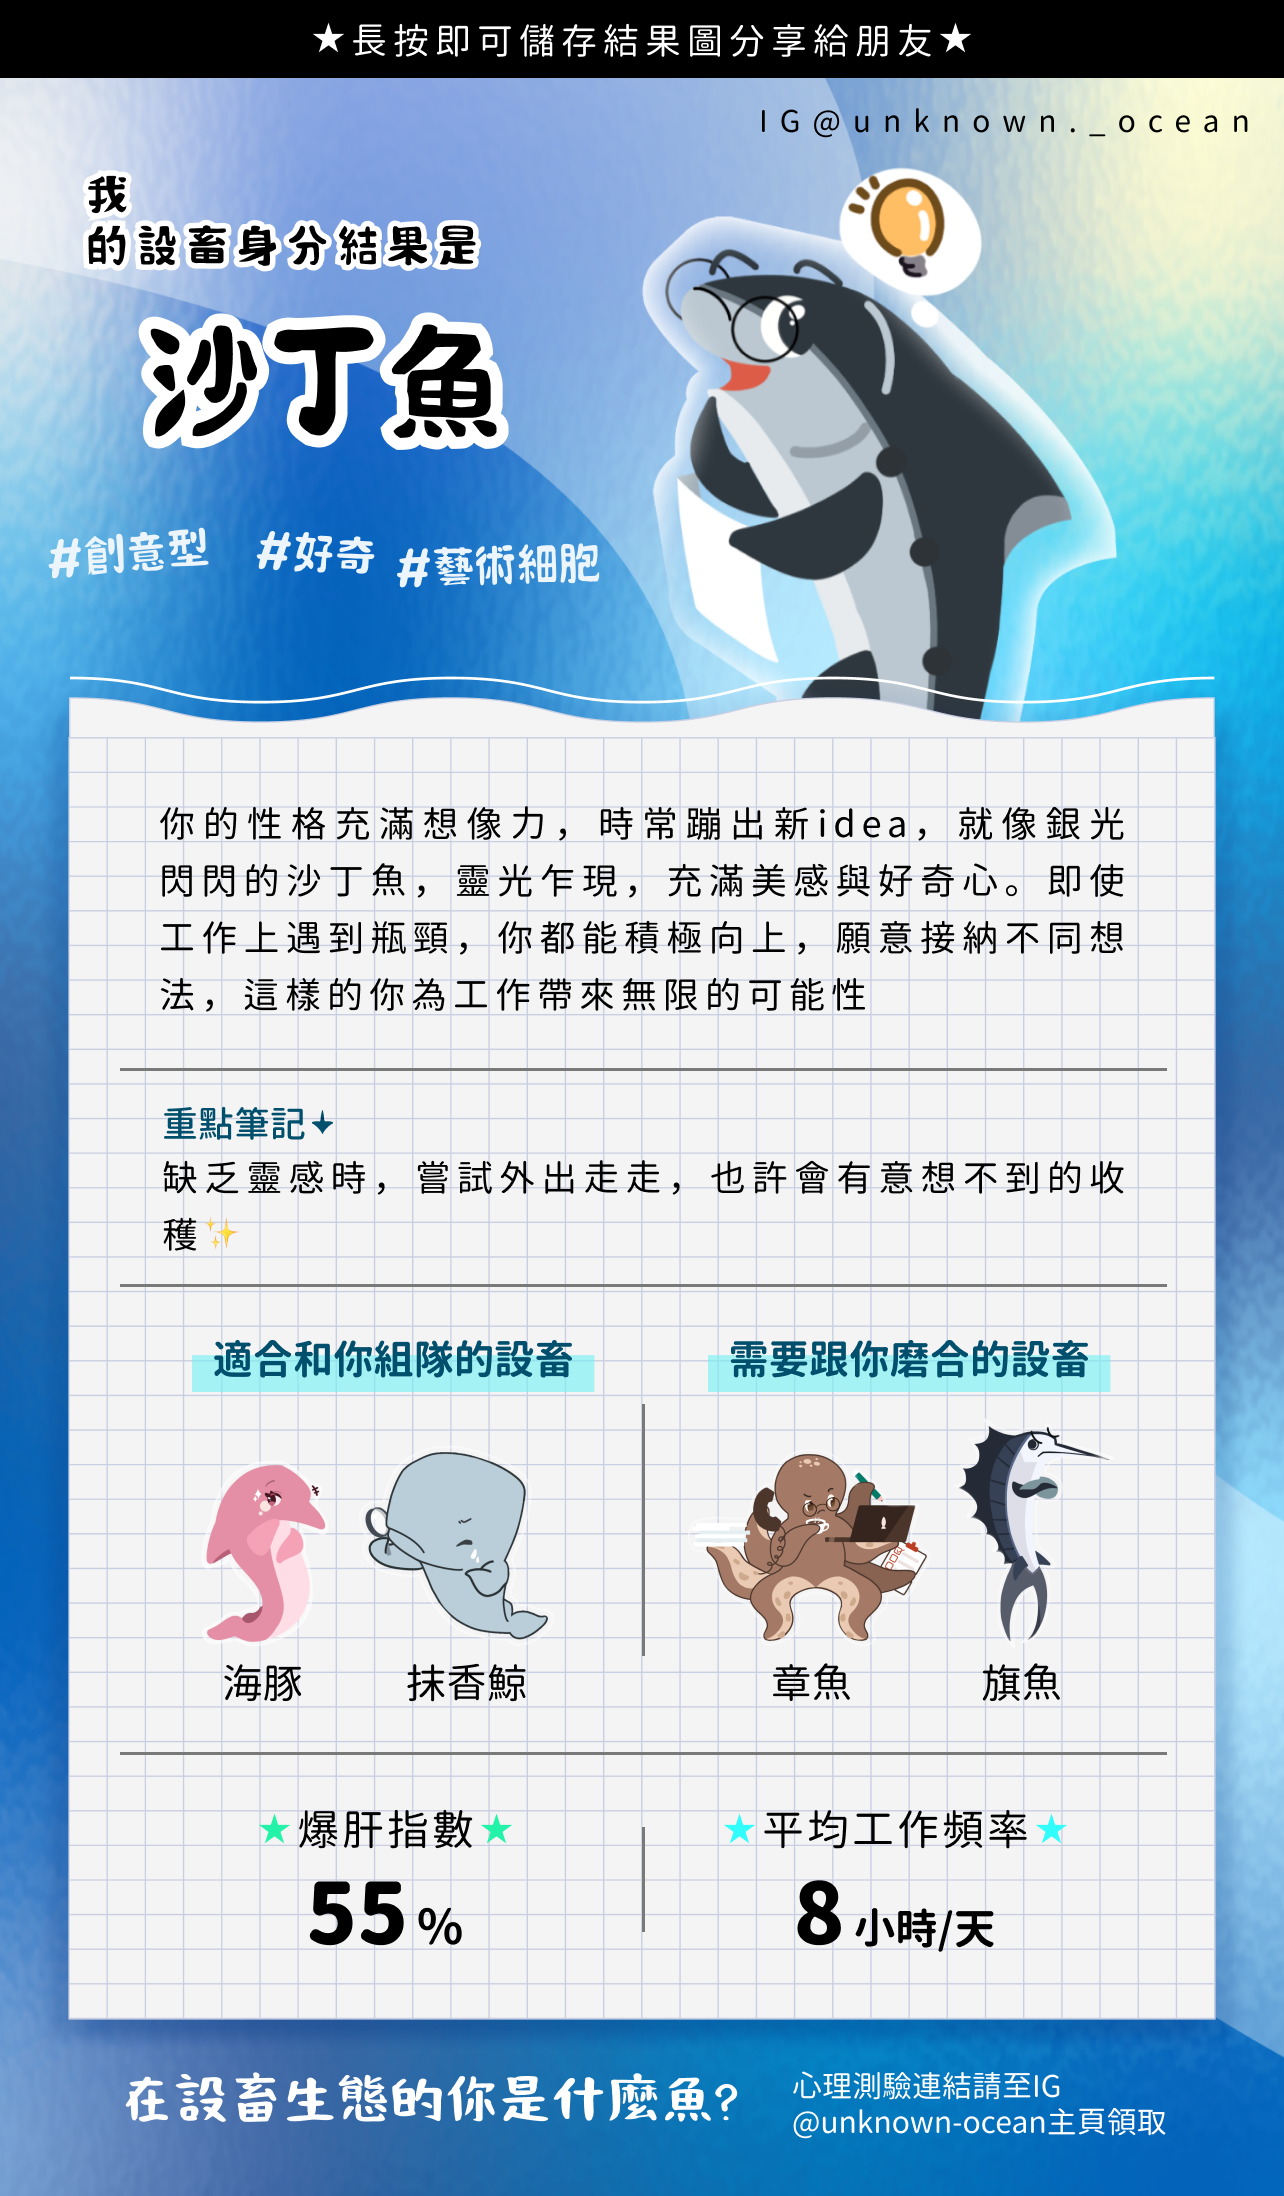 ★長按即可儲存結果圖分享給朋友★
IG@unknown._ocean
我
的設畜身分結果是
沙丁魚
#創意型 #好奇 #藝術細胞
你的性格充滿想像力，時常蹦出新idea，就像銀光
閃閃的沙丁魚，靈光乍現，充滿美感與好奇心。即使
工作上遇到瓶頸，你都能積極向上，願意接納不同想
法，這樣的你為工作帶來無限的可能性
重點筆記✦
缺乏靈感時，嘗試外出走走，也許會有意想不到的收
穫✨
適合和你組隊的設畜
需要跟你磨合的設畜
海豚
抹香鯨
章魚
旗魚
★爆肝指數★
55%
★平均工作頻率★
8小時/天
在設畜生態的你是什麼魚?
心理測驗連結請至IG
@unknown-ocean主頁領取